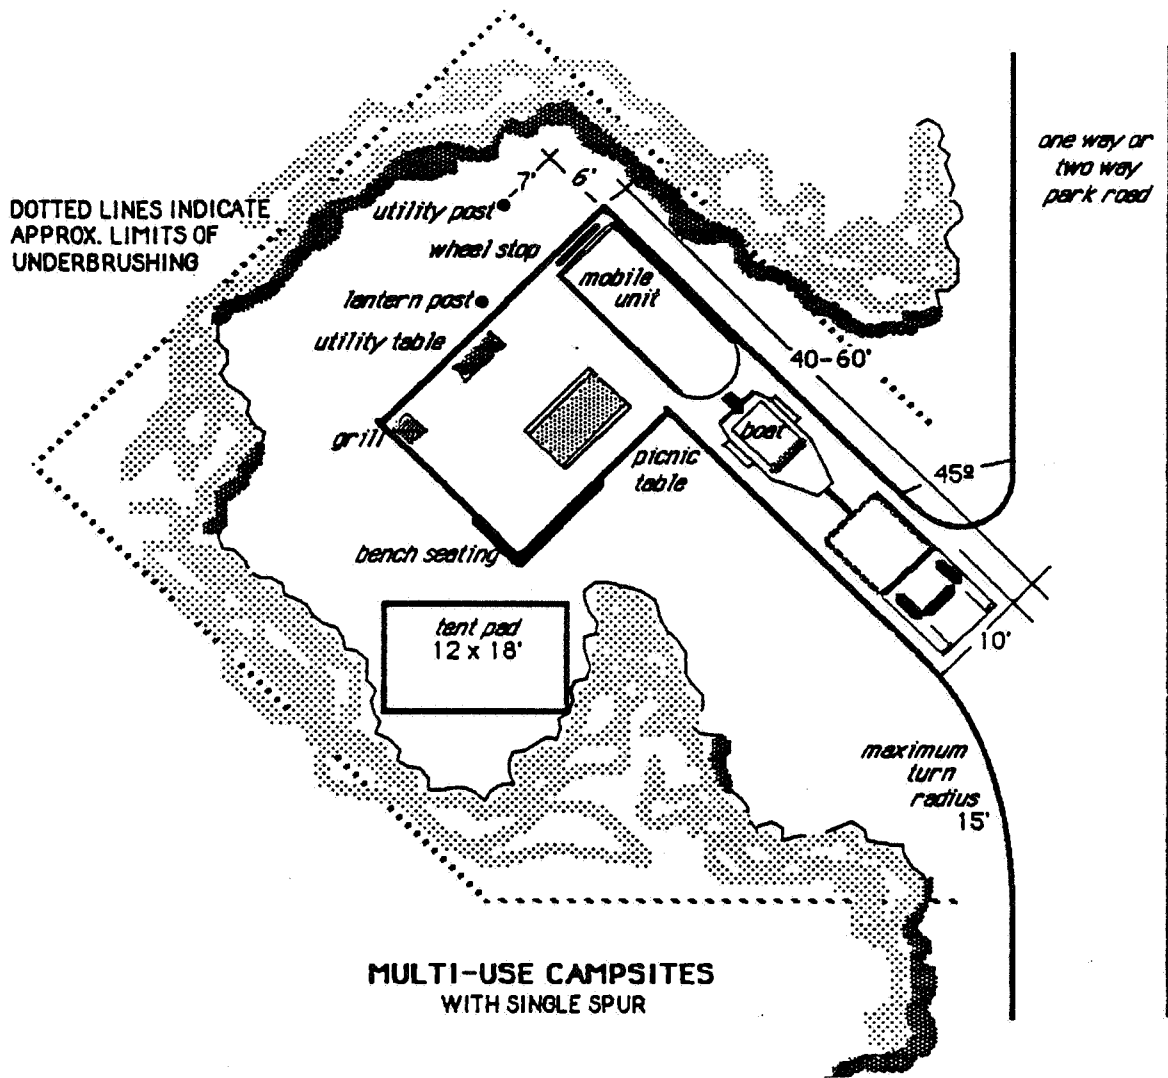 one way or
two way
park road
DOTTED LINES INDICATE
APPROX. LIMITS OF
UNDERBRUSHING
7'
6'
utility post
wheel stop
mobile
unit
lantern post
utility table
40-60'
grill
boat
picnic
table
45º
bench seating
tent pad
12 x 18'
10'
maximum
turn
radius
15'
MULTI-USE CAMPSITES
WITH SINGLE SPUR